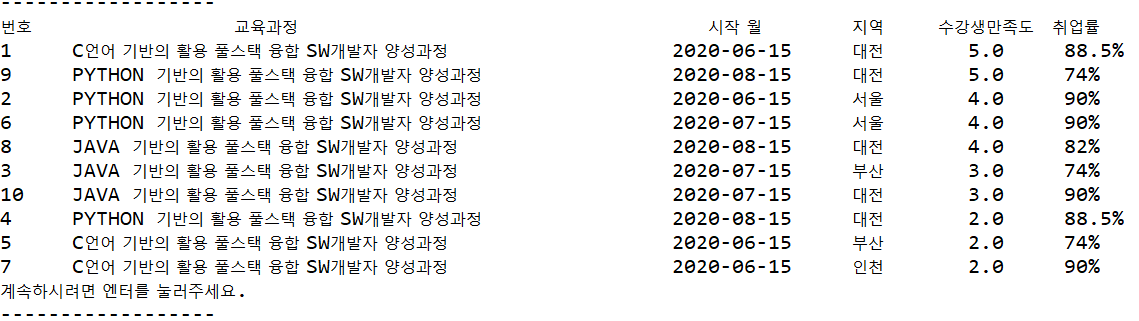 ------------------
번호 교육과정 시작 월 지역 수강생만족도 취업률
1 C언어 기반의 활용 풀스택 융합 SW개발자 양성과정 2020-06-15 대전 5.0 88.5%
9 PYTHON 기반의 활용 풀스택 융합 SW개발자 양성과정 2020-08-15 대전 5.0 74%
2 PYTHON 기반의 활용 풀스택 융합 SW개발자 양성과정 2020-06-15 서울 4.0 90%
6 PYTHON 기반의 활용 풀스택 융합 SW개발자 양성과정 2020-07-15 서울 4.0 90%
8 JAVA 기반의 활용 풀스택 융합 SW개발자 양성과정 2020-08-15 대전 4.0 82%
3 JAVA 기반의 활용 풀스택 융합 SW개발자 양성과정 2020-07-15 부산 3.0 74%
10 JAVA 기반의 활용 풀스택 융합 SW개발자 양성과정 2020-07-15 대전 3.0 90%
4 PYTHON 기반의 활용 풀스택 융합 SW개발자 양성과정 2020-08-15 대전 2.0 88.5%
5 C언어 기반의 활용 풀스택 융합 SW개발자 양성과정 2020-06-15 부산 2.0 74%
7 C언어 기반의 활용 풀스택 융합 SW개발자 양성과정 2020-06-15 인천 2.0 90%
계속하시려면 엔터를 눌러주세요.
------------------